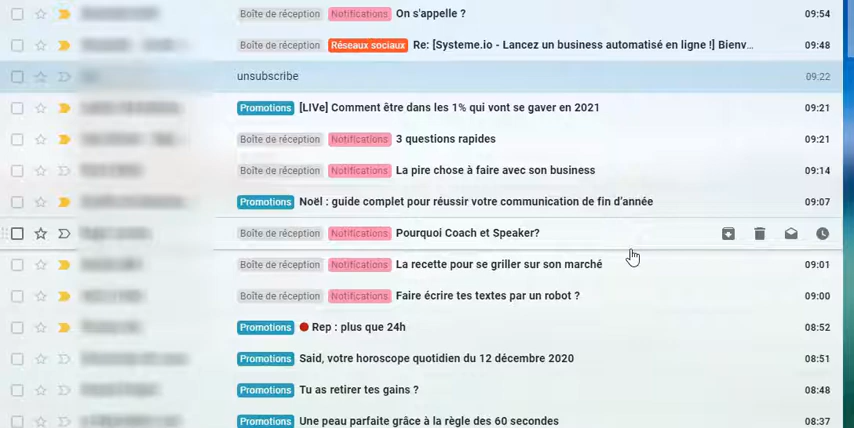 Boîte de réception Notifications On s'appelle ? 09:54
Boîte de réception Réseaux sociaux Re: [Systeme.io - Lancez un business automatisé en ligne !] Bienv... 09:48
unsubscribe 09:22
Promotions [LIVe] Comment être dans les 1% qui vont se gaver en 2021 09:21
Boîte de réception Notifications 3 questions rapides 09:21
Boîte de réception Notifications La pire chose à faire avec son business 09:14
Promotions Noël : guide complet pour réussir votre communication de fin d'année 09:07
Boîte de réception Notifications Pourquoi Coach et Speaker?
Boîte de réception Notifications La recette pour se griller sur son marché 09:01
Boîte de réception Notifications Faire écrire tes textes par un robot ? 09:00
Promotions Rep : plus que 24h 08:52
Promotions Said, votre horoscope quotidien du 12 décembre 2020 08:51
Promotions Tu as retirer tes gains ? 08:48
Promotions Une peau parfaite grâce à la règle des 60 secondes 08:37